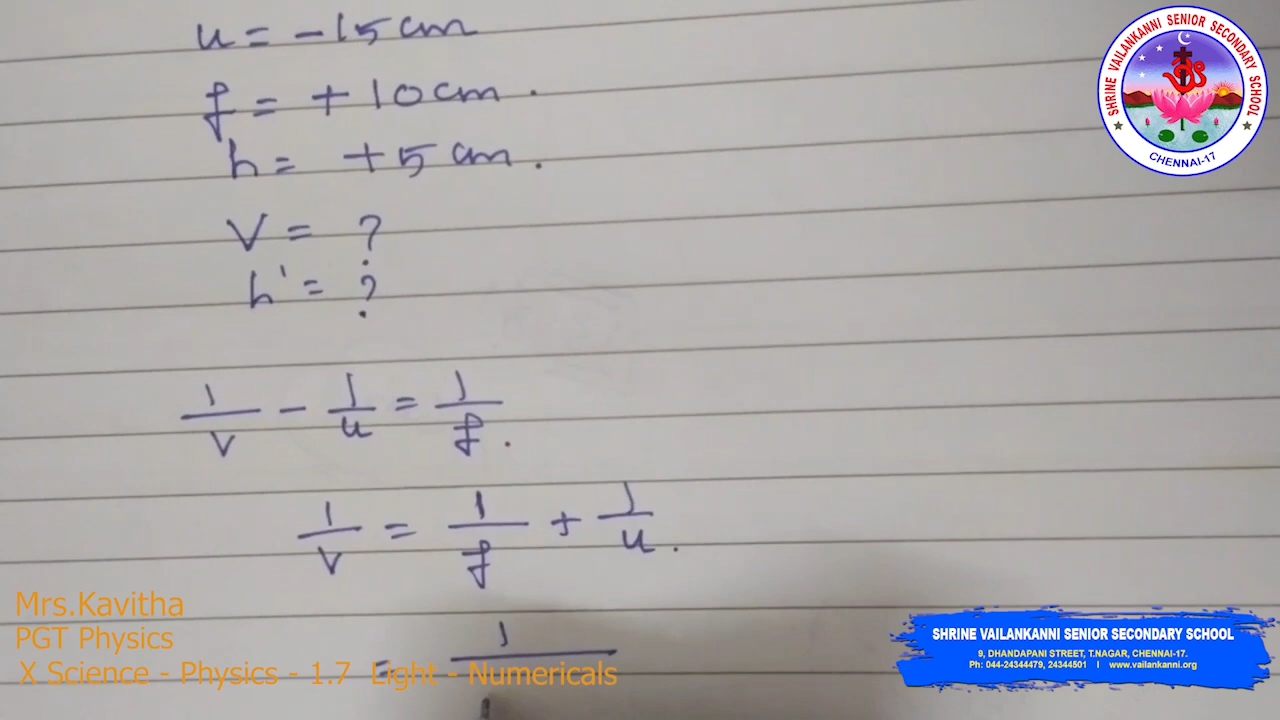 u = -15 cm
f = +10 cm.
h = +5 cm.
V = ?
h' = ?
1/v - 1/u = 1/f.
1/v = 1/f + 1/u.
= 1
Mrs.Kavitha
PGT Physics
X Science - Physics - 1.7 Light - Numericals
SHRINE VAILANKANNI SENIOR SECONDARY SCHOOL
CHENNAI-17
SHRINE VAILANKANNI SENIOR SECONDARY SCHOOL
9, DHANDAPANI STREET, T.NAGAR, CHENNAI-17.
Ph: 044-24344479, 24344501 I www.vailankanni.org